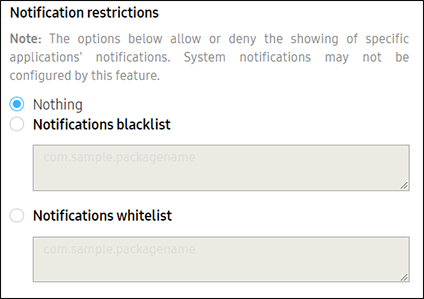 Notification restrictions
Note: The options below allow or deny the showing of specific
applications' notifications. System notifications may not be
configured by this feature.
Nothing
Notifications blacklist
com.sample.packagename
Notifications whitelist
com.sample.packagename